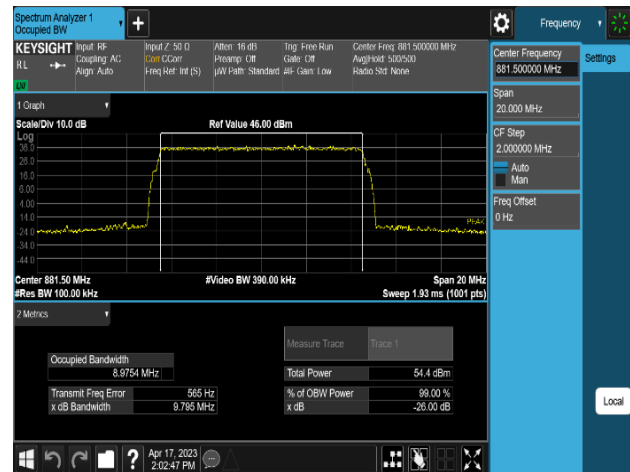 Spectrum Analyzer 1
Occupied BW
+
Frequency
KEYSIGHT
RL
LXI
Input: RF
Coupling: AC
Align: Auto
Input Z: 50 Ω
Corr CCorr
Freq Ref: Int (S)
Atten: 16 dB
Preamp: Off
µW Path: Standard
Trig: Free Run
Gate: Off
#IF Gain: Low
Center Freq: 881.500000 MHz
Avg|Hold: 500/500
Radio Std: None
Center Frequency
881.500000 MHz
Settings
Span
20.000 MHz
CF Step
2.000000 MHz
Auto
Man
Freq Offset
0 Hz
Local
1 Graph
Scale/Div 10.0 dB
Ref Value 46.00 dBm
Log
36.0
26.0
16.0
6.00
-4.00
-14.0
-24.0
-34.0
-44.0
PEAK
Center 881.50 MHz
#Video BW 390.00 kHz
Span 20 MHz
#Res BW 100.00 kHz
Sweep 1.93 ms (1001 pts)
2 Metrics
Measure Trace
Trace 1
Occupied Bandwidth
8.9754 MHz
Total Power
54.4 dBm
Transmit Freq Error
565 Hz
% of OBW Power
99.00 %
x dB Bandwidth
9.795 MHz
x dB
-26.00 dB
?
Apr 17, 2023
2:02:47 PM